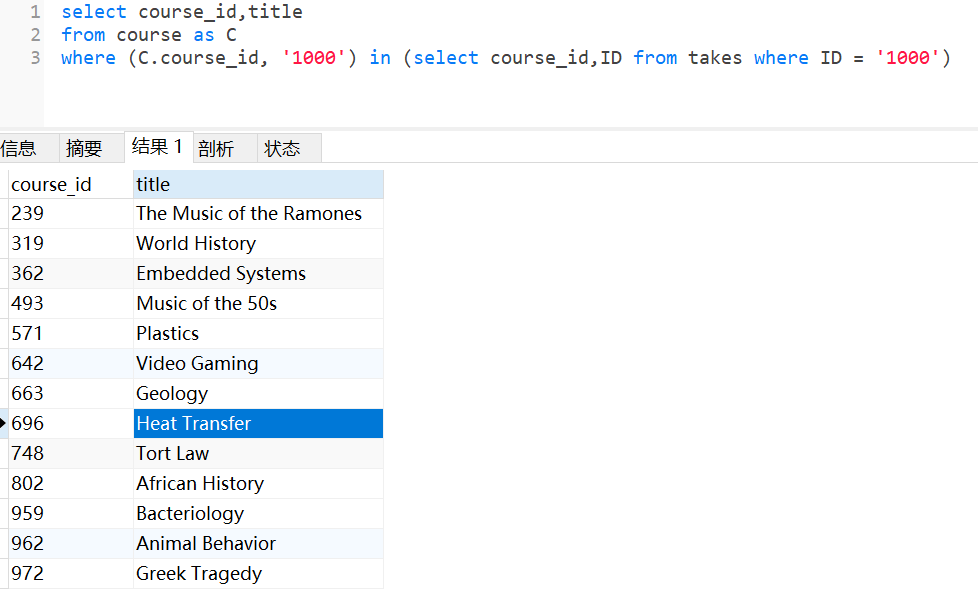 1 select course_id,title
2 from course as C
3 where (C.course_id, '1000') in (select course_id,ID from takes where ID = '1000')
信息 摘要 结果 1 剖析 状态
course_id title
239 The Music of the Ramones
319 World History
362 Embedded Systems
493 Music of the 50s
571 Plastics
642 Video Gaming
663 Geology
696 Heat Transfer
748 Tort Law
802 African History
959 Bacteriology
962 Animal Behavior
972 Greek Tragedy